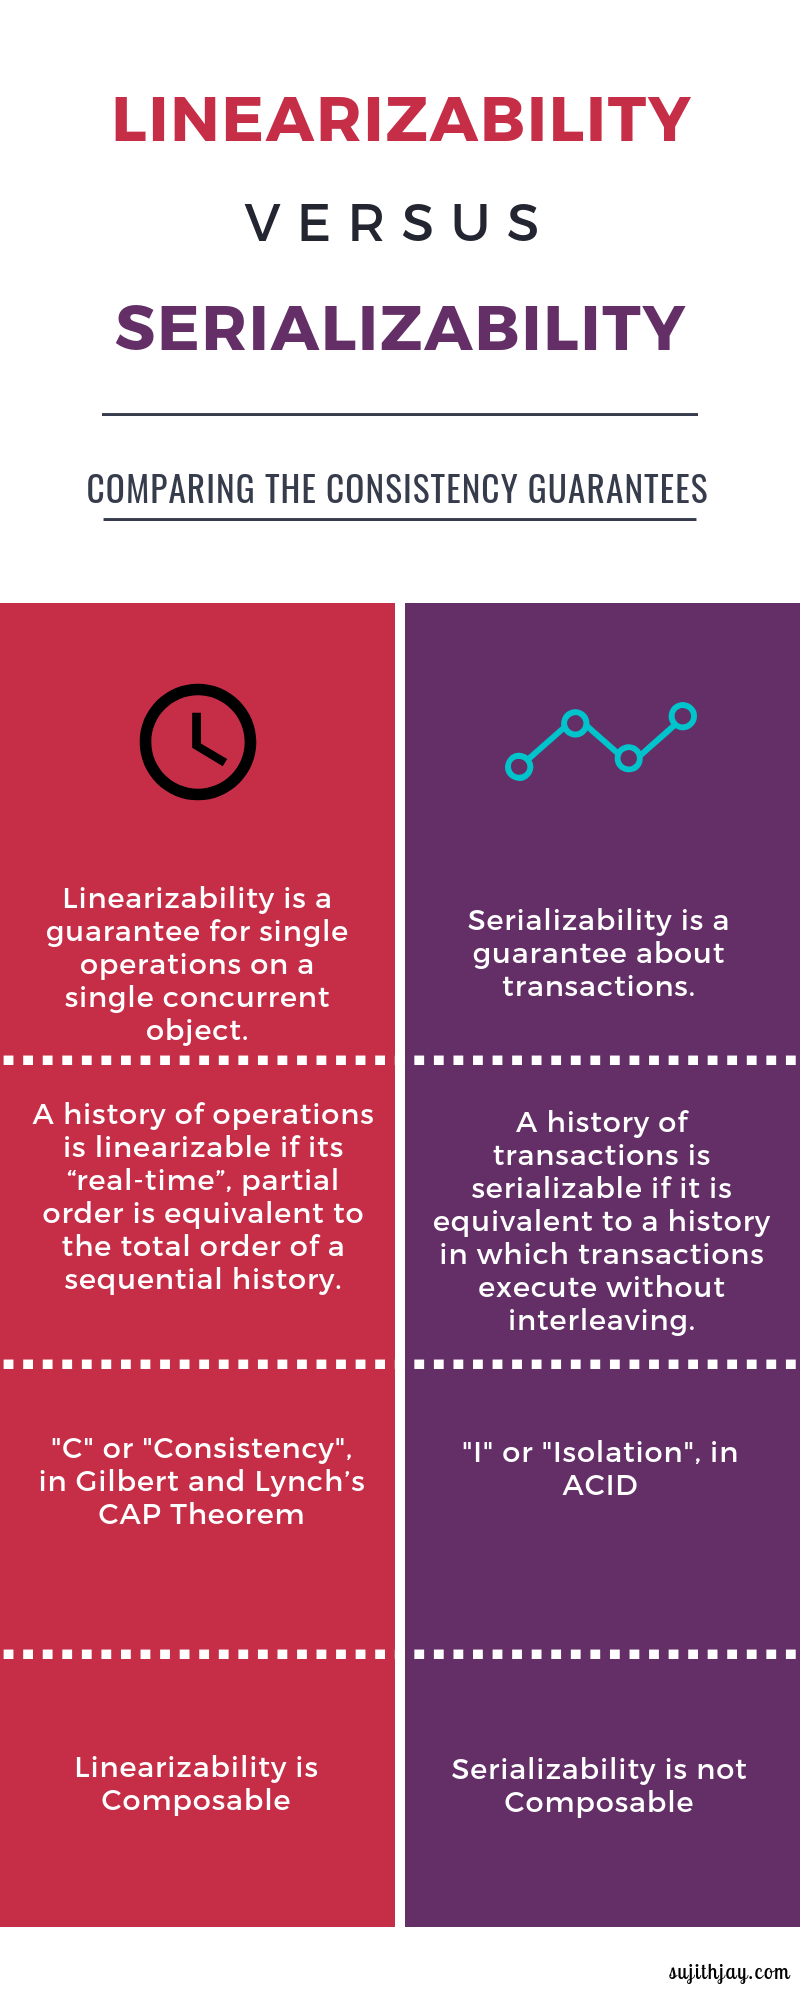 LINEARIZABILITY
VERSUS
SERIALIZABILITY
COMPARING THE CONSISTENCY GUARANTEES
Linearizability is a
guarantee for single
operations on a
single concurrent
object.
Serializability is a
guarantee about
transactions.
A history of operations
is linearizable if its
“real-time”, partial
order is equivalent to
the total order of a
sequential history.
A history of
transactions is
serializable if it is
equivalent to a history
in which transactions
execute without
interleaving.
"C" or "Consistency",
in Gilbert and Lynch’s
CAP Theorem
"I" or "Isolation", in
ACID
Linearizability is
Composable
Serializability is not
Composable
sujithjay.com